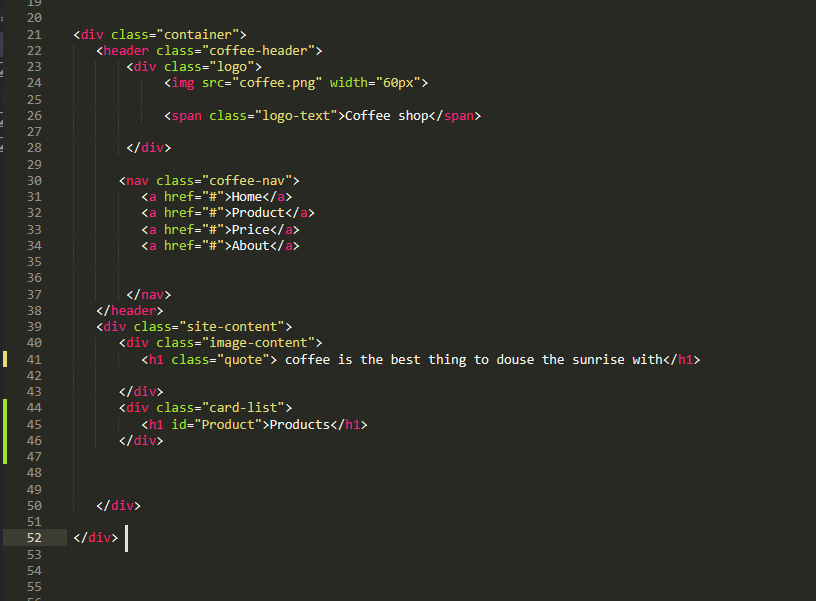 19
20
21 <div class="container">
22 <header class="coffee-header">
23 <div class="logo">
24 <img src="coffee.png" width="60px">
25
26 <span class="logo-text">Coffee shop</span>
27
28 </div>
29
30 <nav class="coffee-nav">
31 <a href="#">Home</a>
32 <a href="#">Product</a>
33 <a href="#">Price</a>
34 <a href="#">About</a>
35
36
37 </nav>
38 </header>
39 <div class="site-content">
40 <div class="image-content">
41 <h1 class="quote"> coffee is the best thing to douse the sunrise with</h1>
42
43 </div>
44 <div class="card-list">
45 <h1 id="Product">Products</h1>
46 </div>
47
48
49
50 </div>
51
52 </div>
53
54
55
56